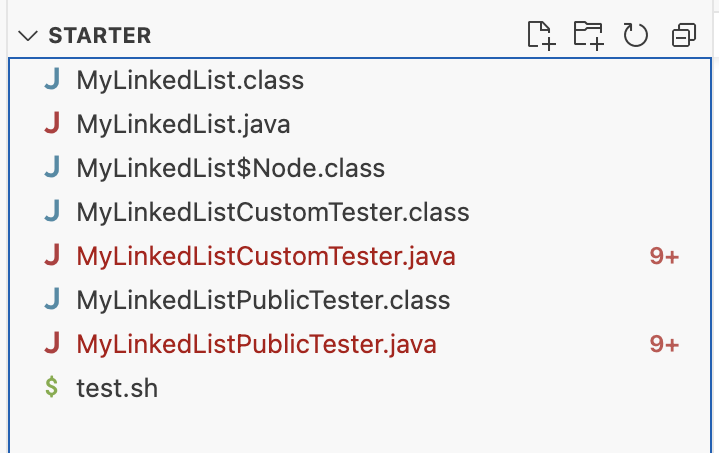 STARTER
J MyLinkedList.class
J MyLinkedList.java
J MyLinkedList$Node.class
J MyLinkedListCustomTester.class
J MyLinkedListCustomTester.java 9+
J MyLinkedListPublicTester.class
J MyLinkedListPublicTester.java 9+
$ test.sh